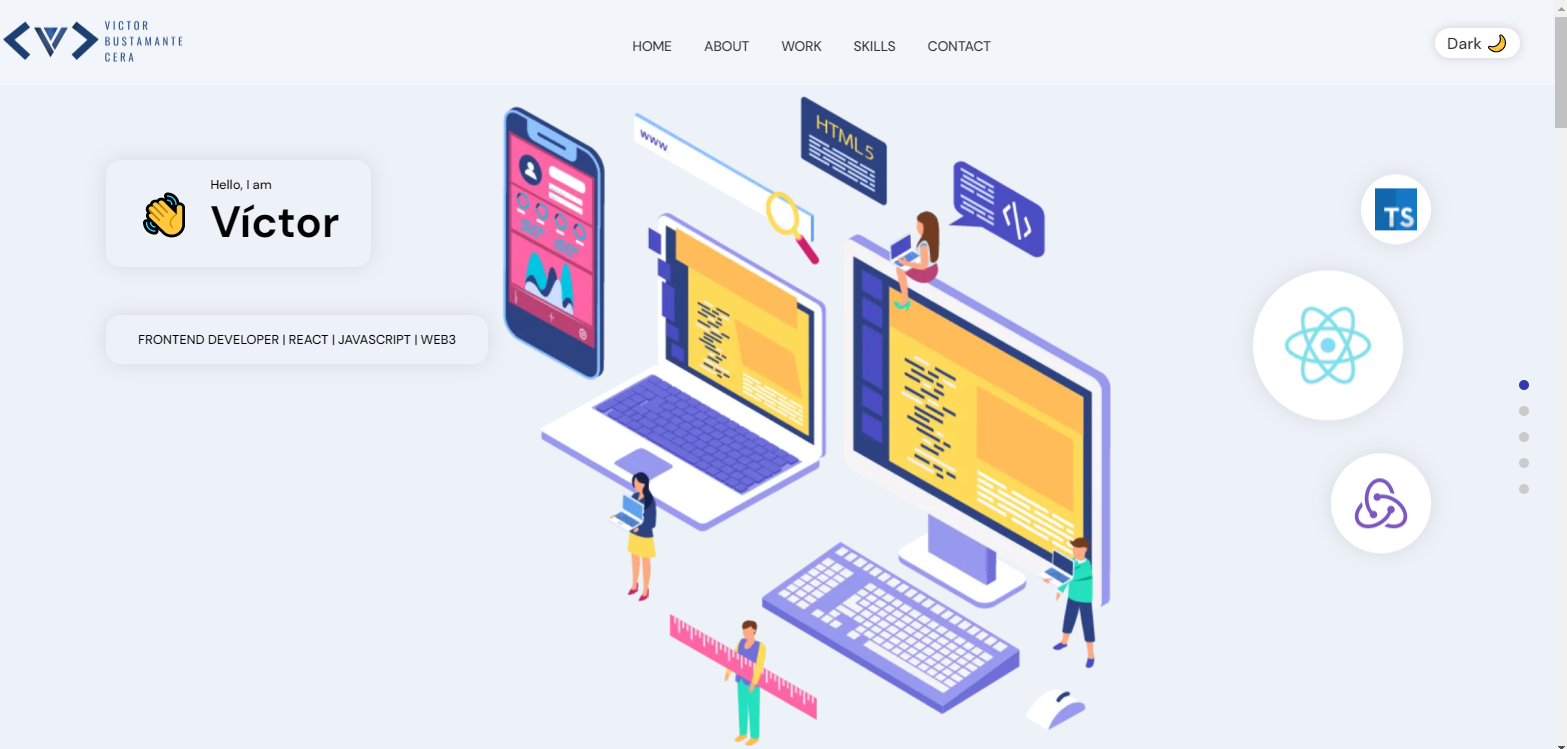 VICTOR
BUSTAMANTE
CERA
HOME ABOUT WORK SKILLS CONTACT
Dark
Hello, I am
Víctor
FRONTEND DEVELOPER | REACT | JAVASCRIPT | WEB3
www.
HTML5
</>
TS